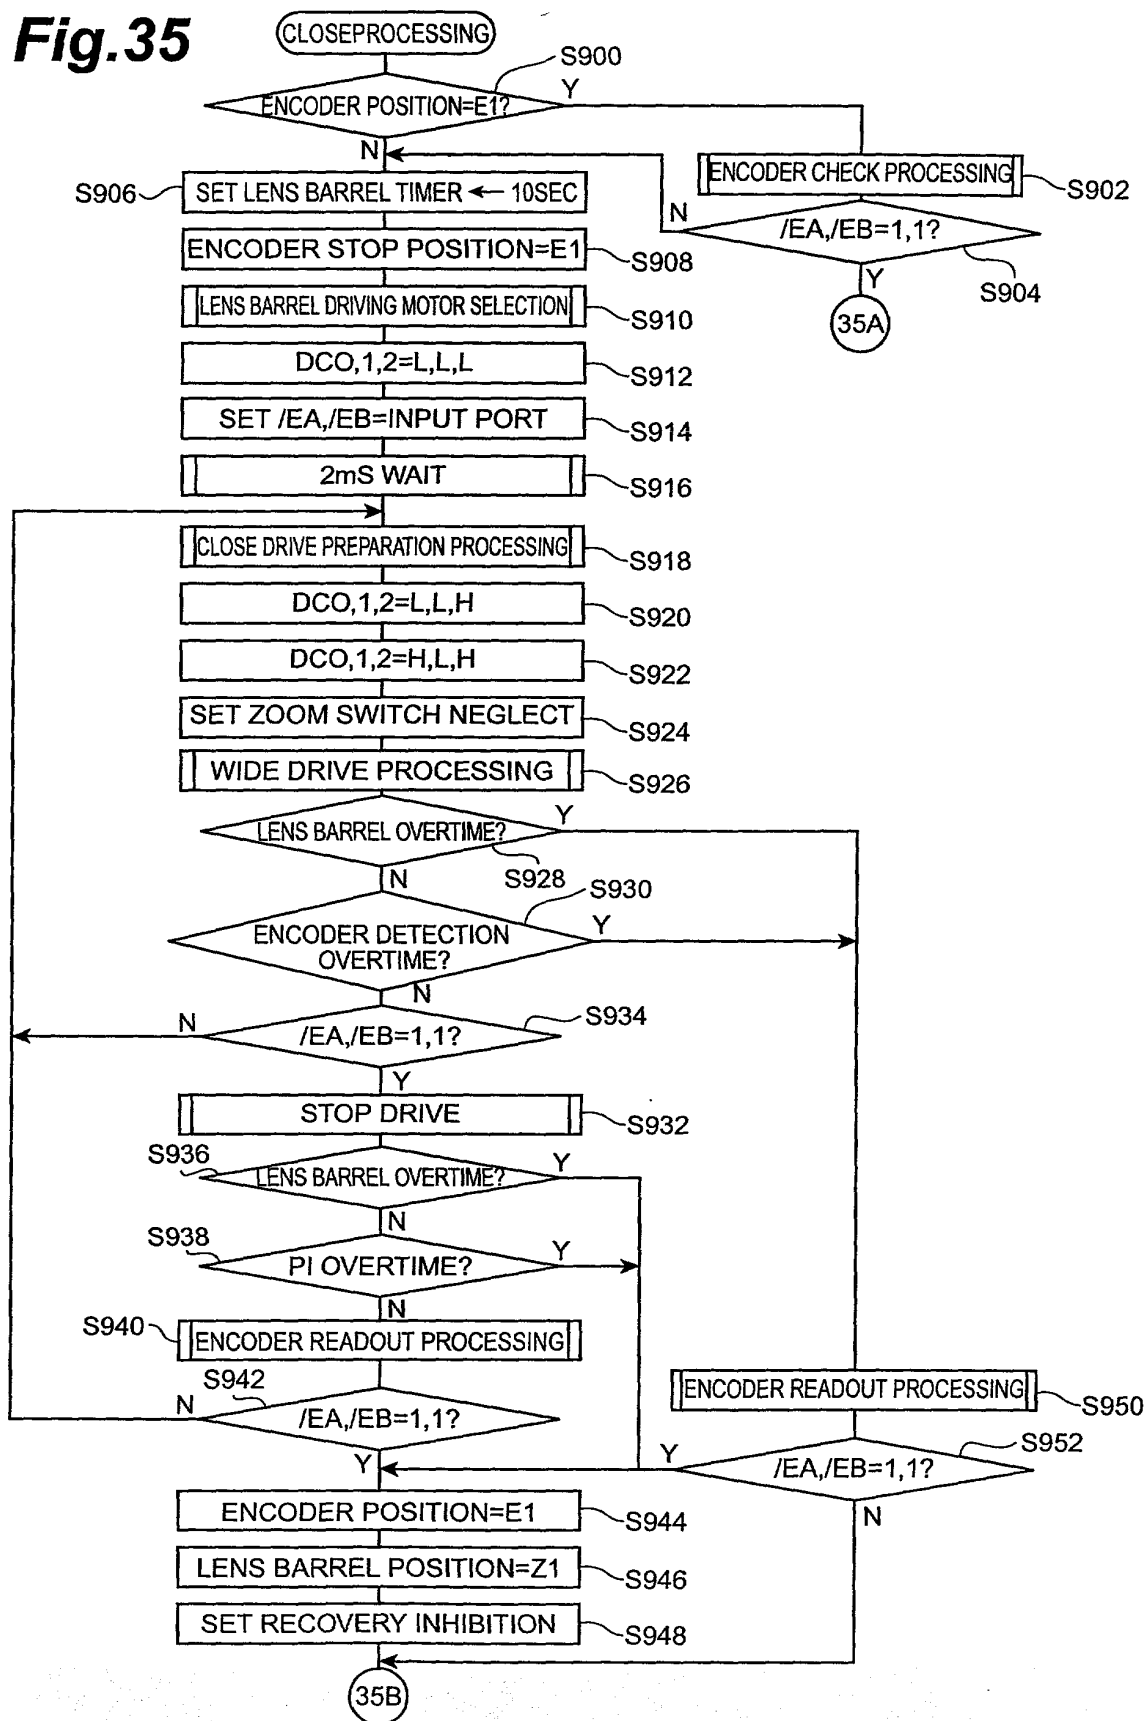 Fig.35
CLOSEPROCESSING
S900
ENCODER POSITION=E1?
Y
N
ENCODER CHECK PROCESSING
S902
S906
SET LENS BARREL TIMER ← 10SEC
N
/EA,/EB=1,1?
S904
Y
35A
ENCODER STOP POSITION=E1
S908
LENS BARREL DRIVING MOTOR SELECTION
S910
DCO,1,2=L,L,L
S912
SET /EA,/EB=INPUT PORT
S914
2mS WAIT
S916
CLOSE DRIVE PREPARATION PROCESSING
S918
DCO,1,2=L,L,H
S920
DCO,1,2=H,L,H
S922
SET ZOOM SWITCH NEGLECT
S924
WIDE DRIVE PROCESSING
S926
LENS BARREL OVERTIME?
Y
S928
N
S930
ENCODER DETECTION
OVERTIME?
Y
N
N
/EA,/EB=1,1?
S934
Y
STOP DRIVE
S932
S936
LENS BARREL OVERTIME?
Y
N
S938
PI OVERTIME?
Y
N
S940
ENCODER READOUT PROCESSING
S942
N
/EA,/EB=1,1?
Y
ENCODER READOUT PROCESSING
S950
S952
Y
/EA,/EB=1,1?
N
ENCODER POSITION=E1
S944
LENS BARREL POSITION=Z1
S946
SET RECOVERY INHIBITION
S948
35B